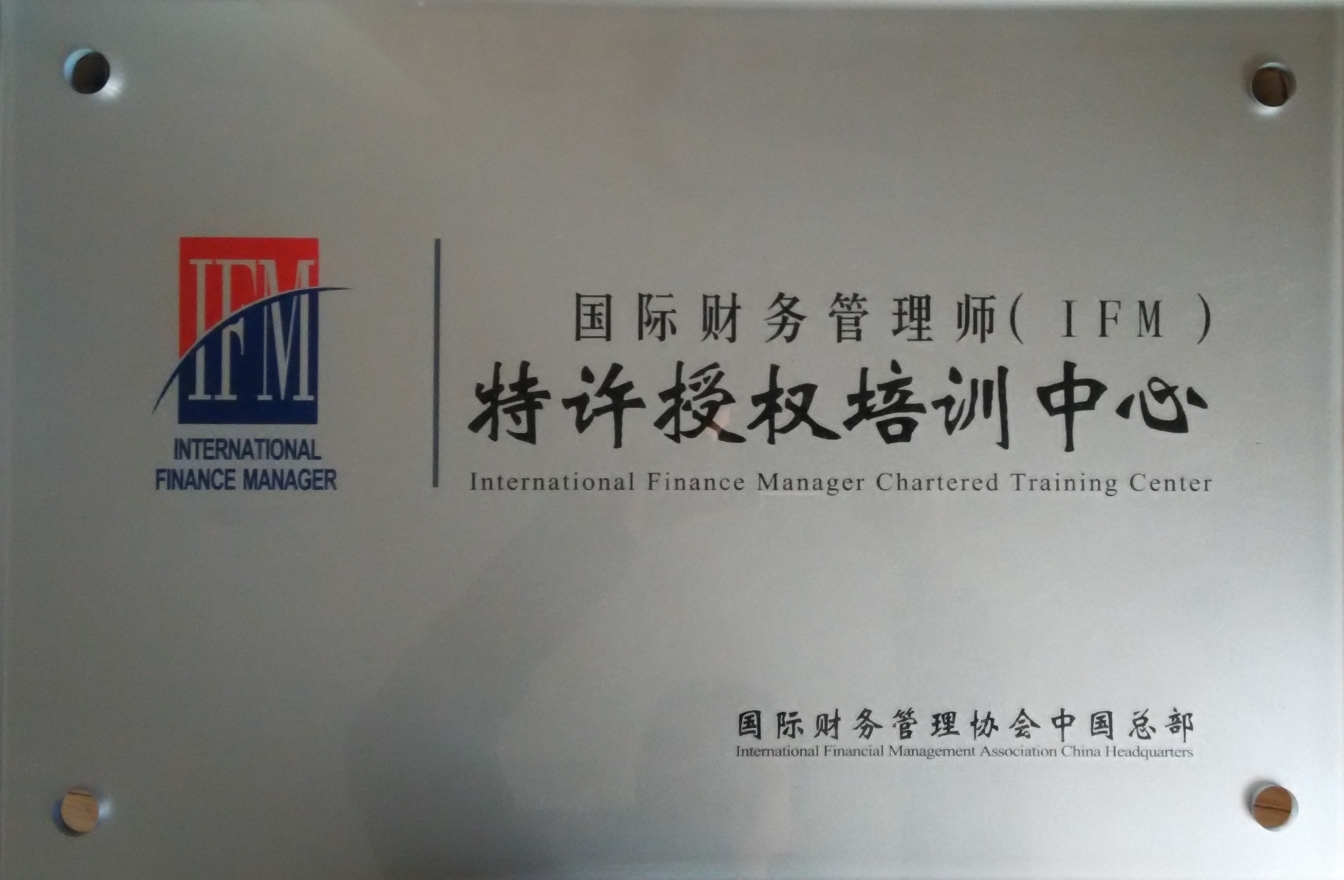 IFM
INTERNATIONAL
FINANCE MANAGER
国际财务管理师(IFM)
特许授权培训中心
International Finance Manager Chartered Training Center
国际财务管理协会中国总部
International Financial Management Association China Headquarters